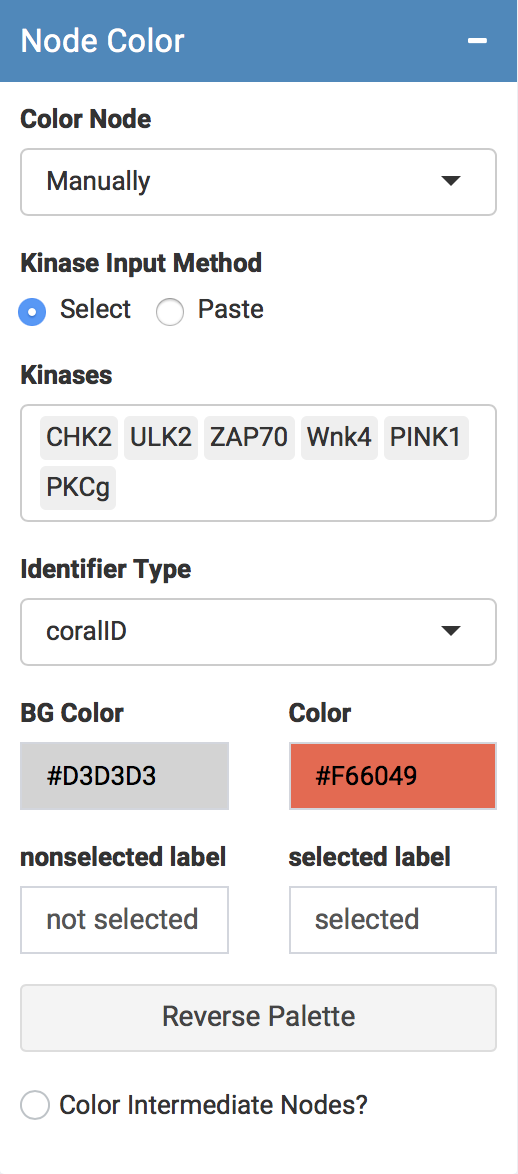 Node Color
Color Node
Manually
Kinase Input Method
Select Paste
Kinases
CHK2 ULK2 ZAP70 Wnk4 PINK1
PKCg
Identifier Type
coralID
BG Color Color
#D3D3D3 #F66049
nonselected label selected label
not selected selected
Reverse Palette
Color Intermediate Nodes?